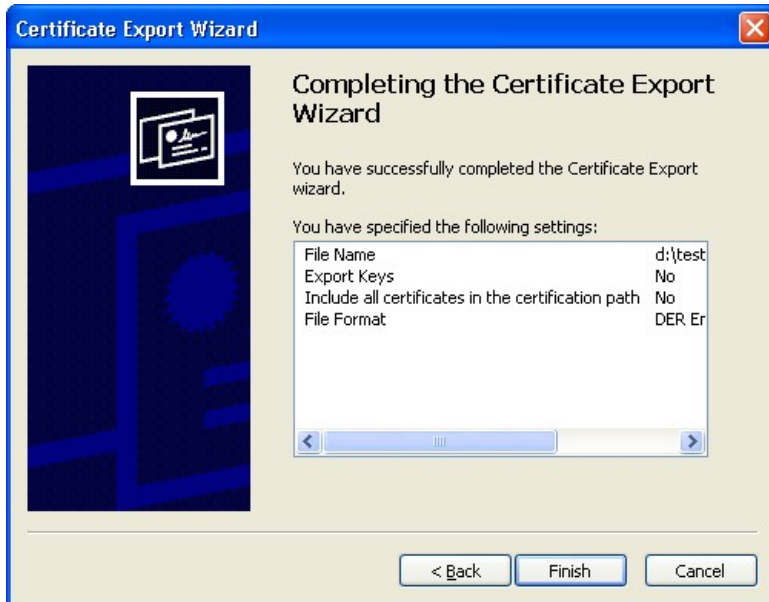 Certificate Export Wizard
Completing the Certificate Export
Wizard
You have successfully completed the Certificate Export
wizard.
You have specified the following settings:
File Name d:\test
Export Keys No
Include all certificates in the certification path No
File Format DER Er
< Back Finish Cancel